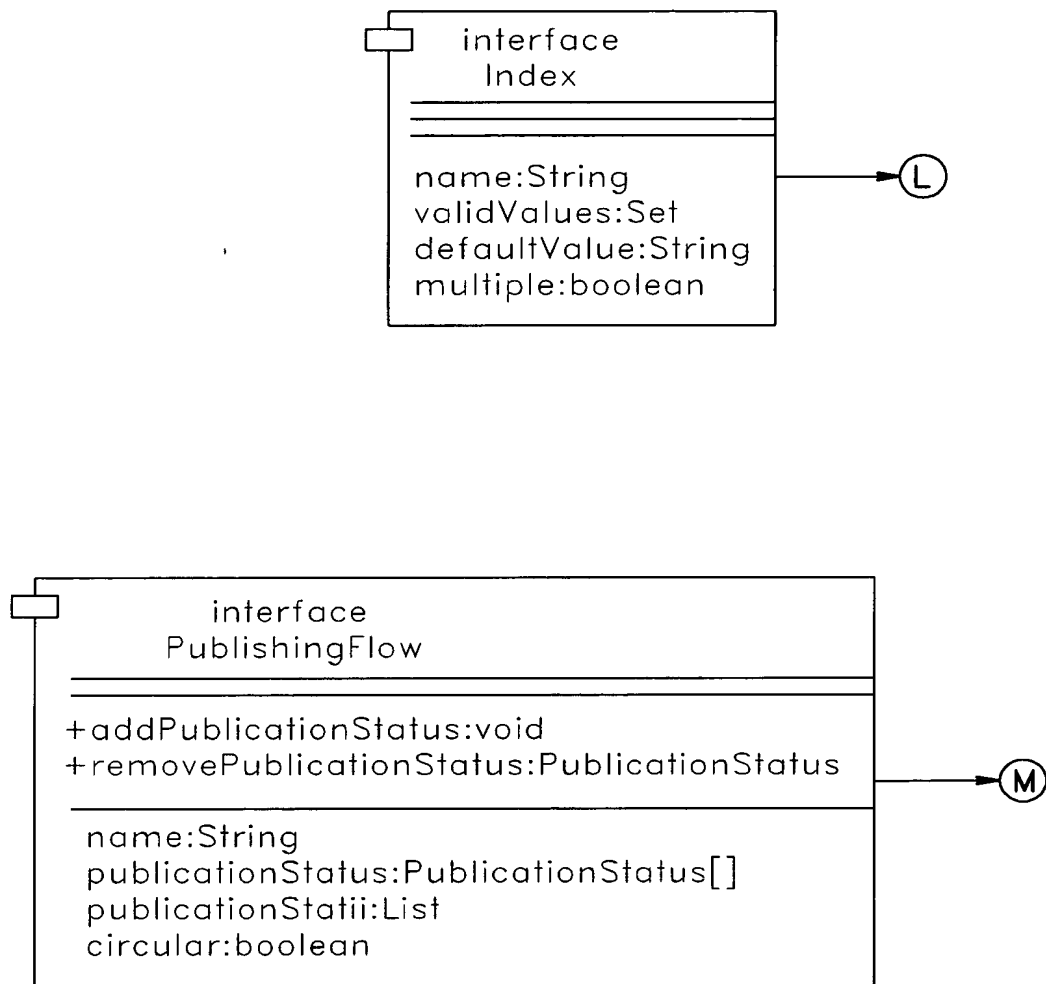 interface
Index
name:String
validValues:Set
defaultValue:String
multiple:boolean
L
interface
PublishingFlow
+addPublicationStatus:void
+removePublicationStatus:PublicationStatus
M
name:String
publicationStatus:PublicationStatus[]
publicationStatii:List
circular:boolean